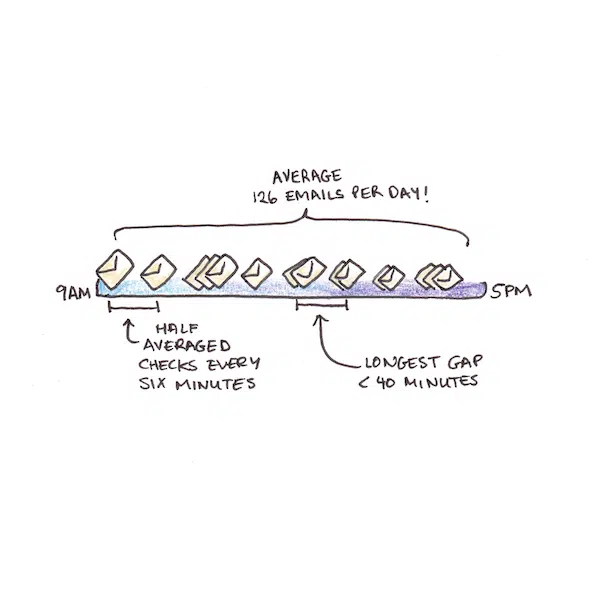 AVERAGE
126 EMAILS PER DAY!
9AM
5PM
HALF
AVERAGED
CHECKS EVERY
SIX MINUTES
LONGEST GAP
< 40 MINUTES